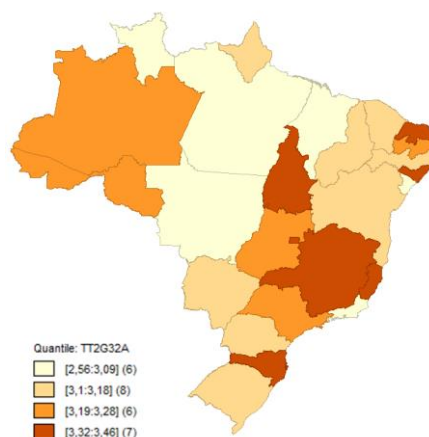 Quantile: TT2G32A
[2,56:3,09] (6)
[3,1:3,18] (8)
[3,19:3,28] (6)
[3,32:3,46] (7)